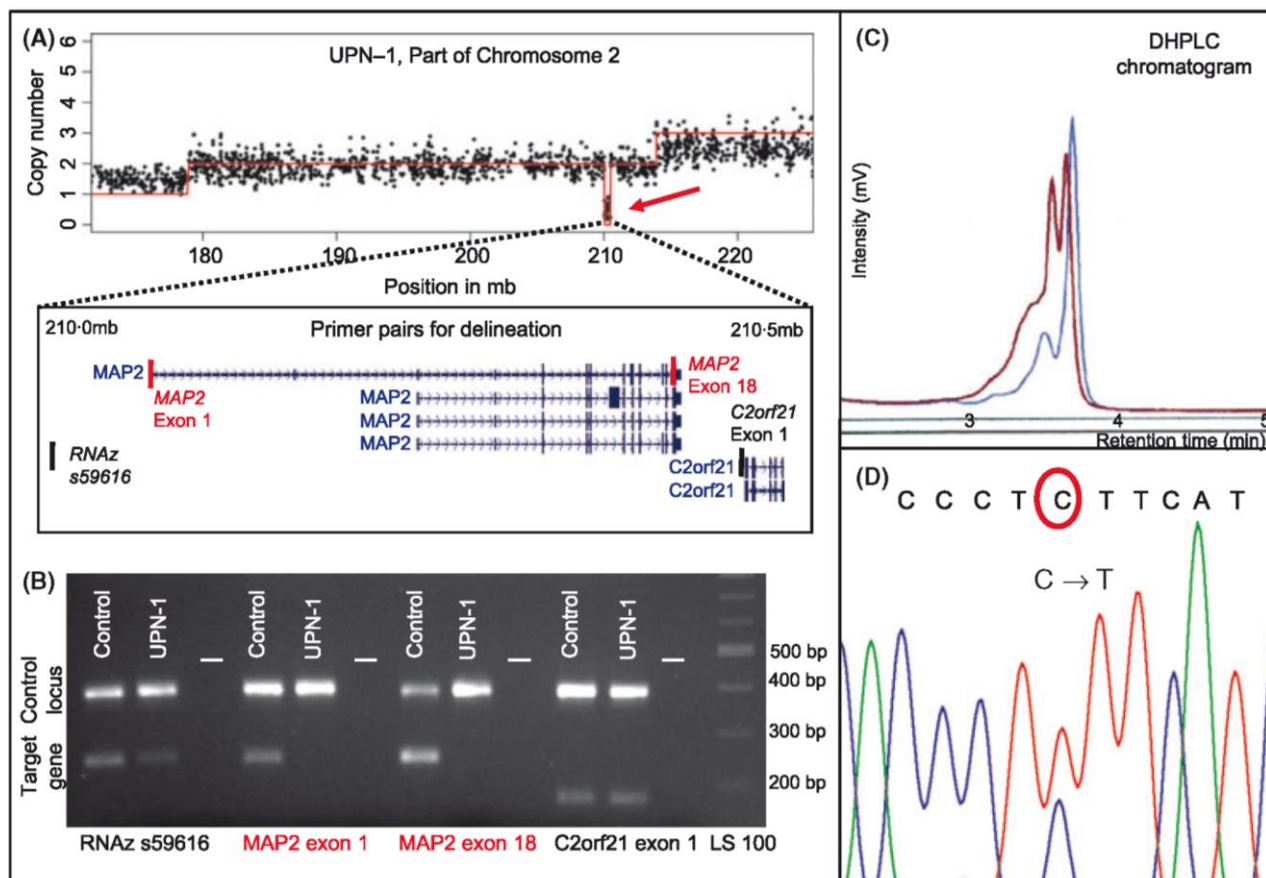 (A)
UPN–1, Part of Chromosome 2
Copy number
6
5
4
3
2
1
0
180
190
200
210
220
Position in mb
210·0mb
Primer pairs for delineation
210·5mb
MAP2
MAP2
Exon 1
MAP2
Exon 18
MAP2
MAP2
MAP2
C2orf21
Exon 1
RNAz
s59616
C2orf21
C2orf21
(B)
Control
UPN-1
—
Control
UPN-1
—
Control
UPN-1
—
Control
UPN-1
—
Control
locus
Target
gene
500 bp
400 bp
300 bp
200 bp
RNAz s59616
MAP2 exon 1
MAP2 exon 18
C2orf21 exon 1
LS 100
(C)
DHPLC
chromatogram
Intensity (mV)
3
4
5
Retention time (min)
(D)
C C C T C T T C A T
C → T